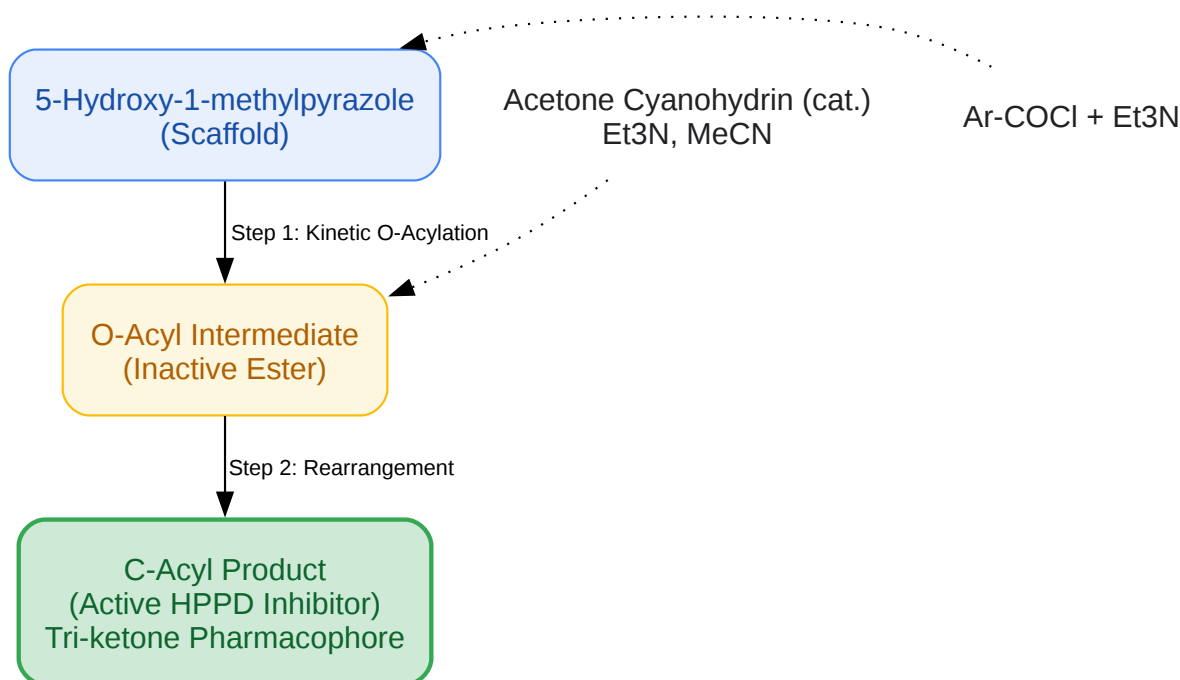 5-Hydroxy-1-methylpyrazole
(Scaffold)
Acetone Cyanohydrin (cat.)
Et3N, MeCN
Ar-COCl + Et3N
Step 1: Kinetic O-Acylation
O-Acyl Intermediate
(Inactive Ester)
Step 2: Rearrangement
C-Acyl Product
(Active HPPD Inhibitor)
Tri-ketone Pharmacophore